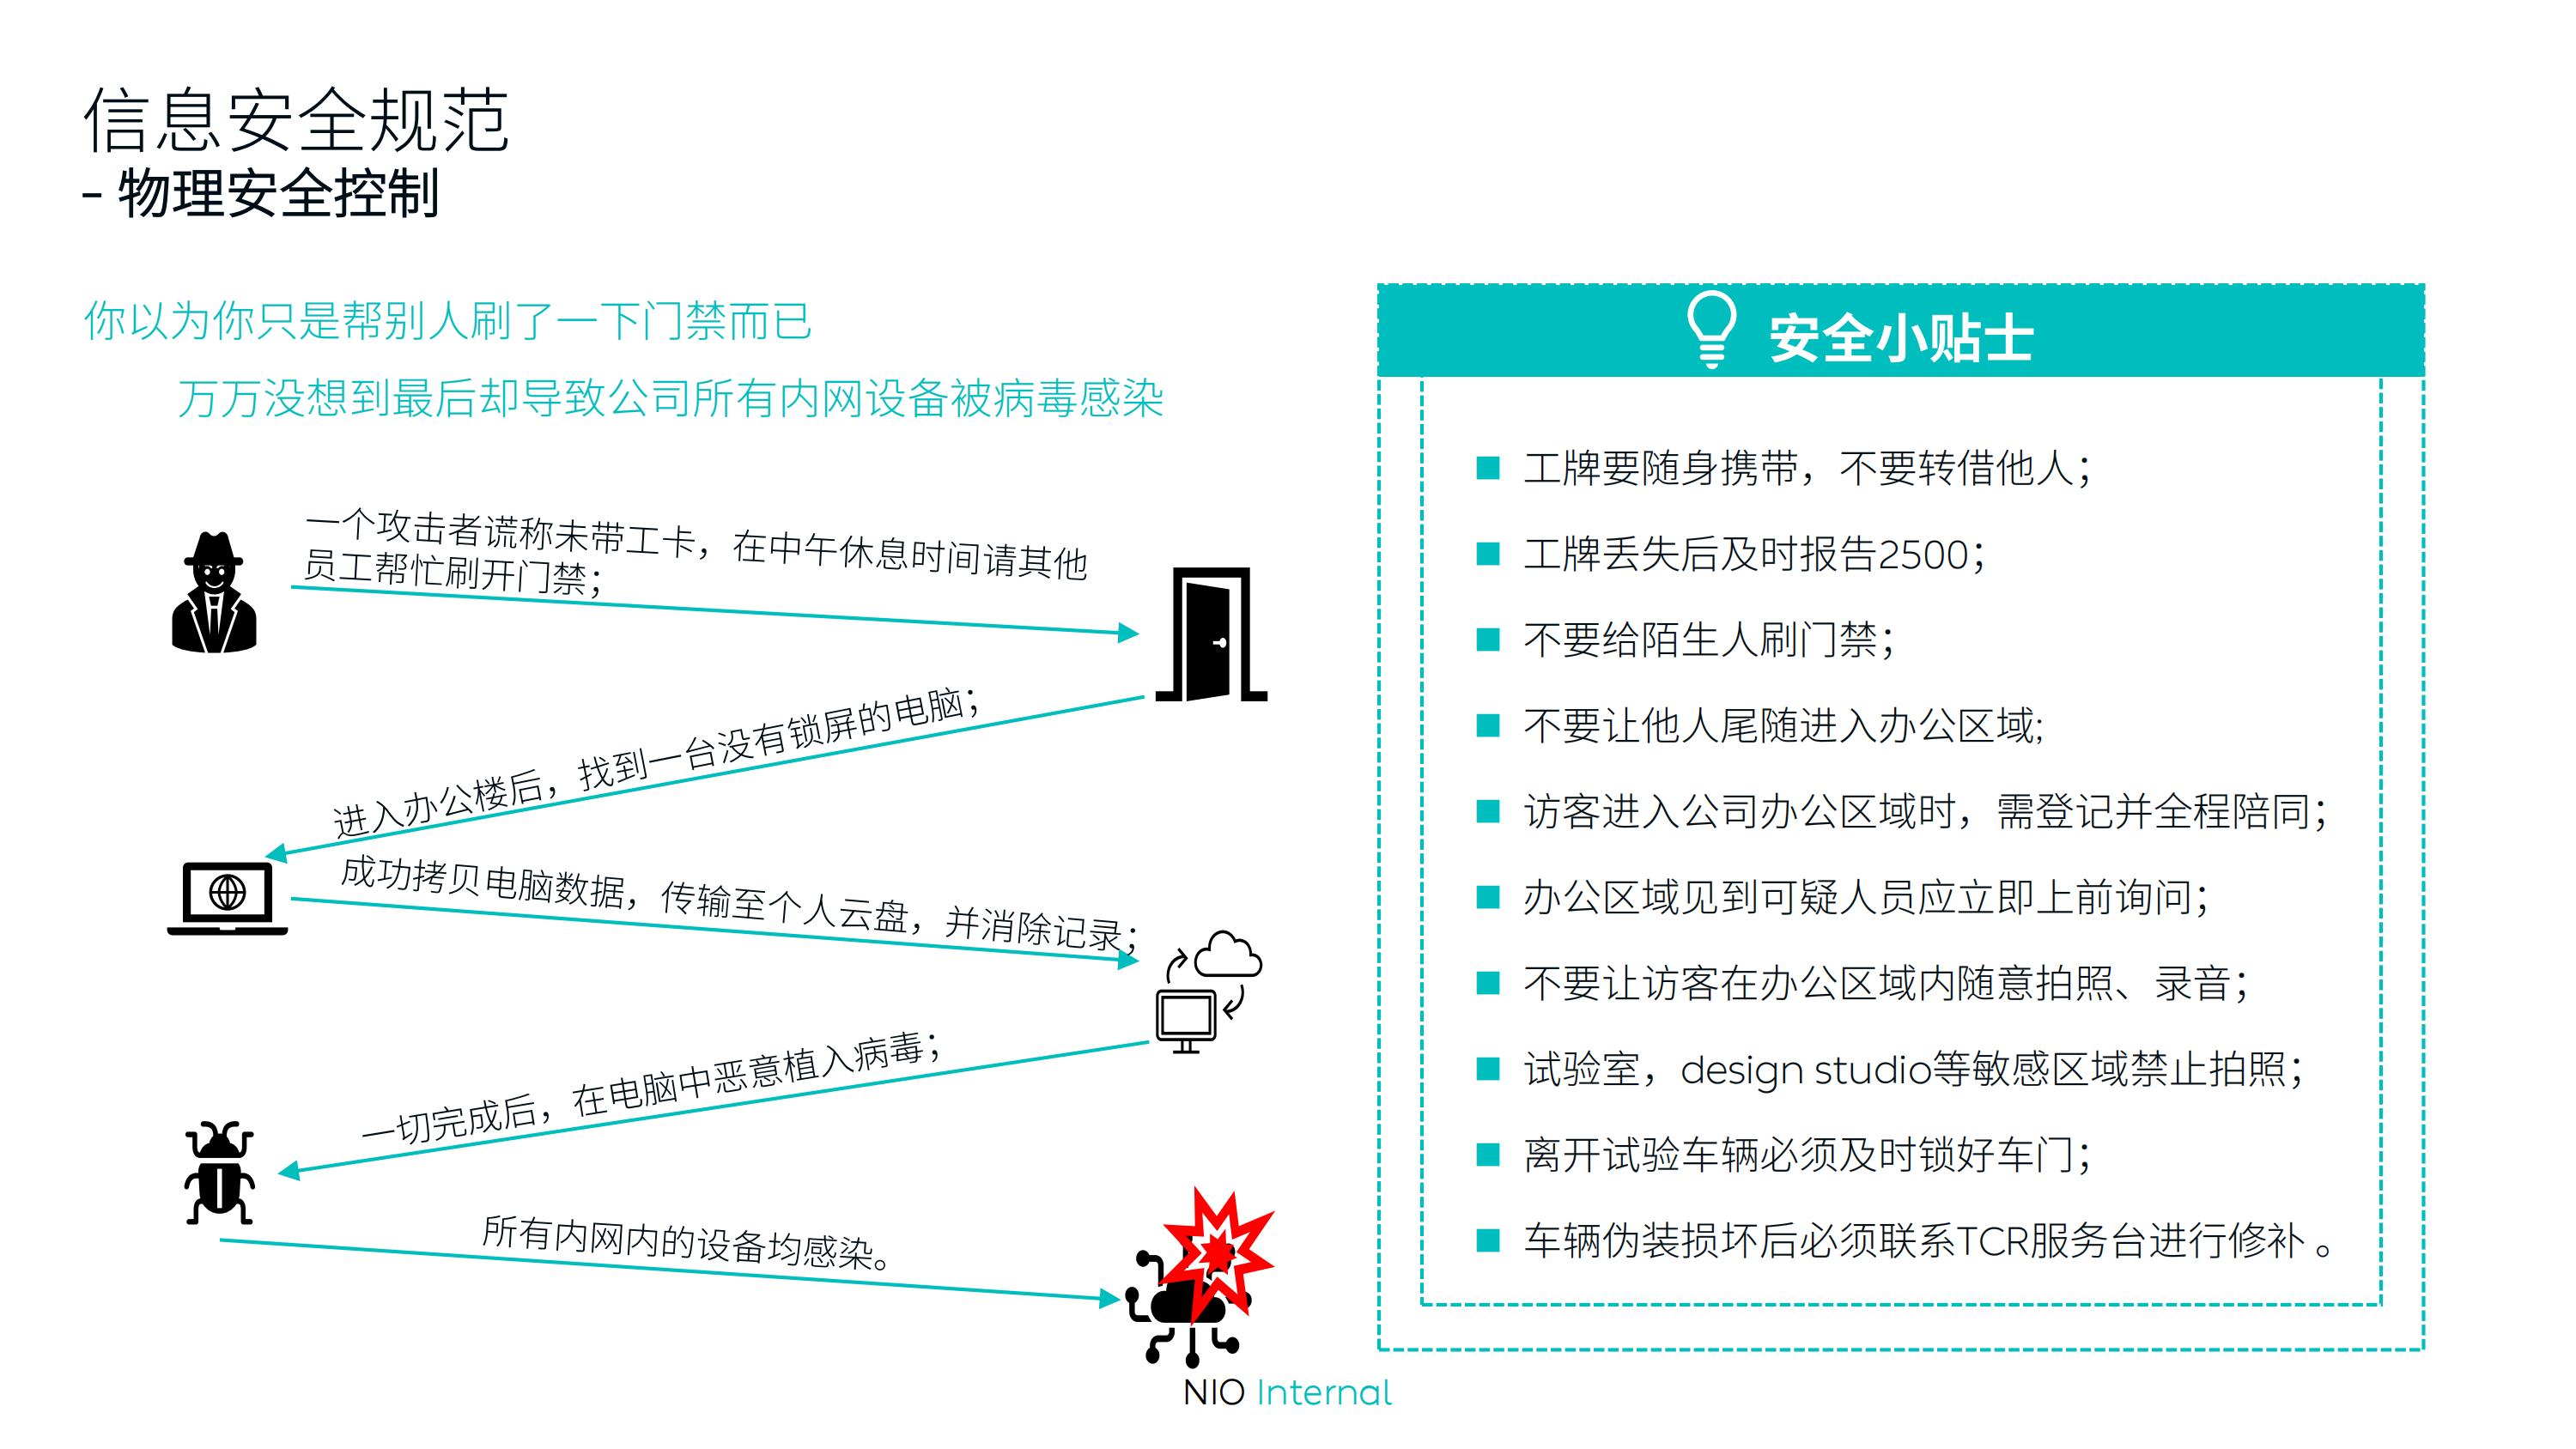 信息安全规范
- 物理安全控制
你以为你只是帮别人刷了一下门禁而已
万万没想到最后却导致公司所有内网设备被病毒感染
一个攻击者谎称未带工卡，在中午休息时间请其他
员工帮忙刷开门禁；
进入办公楼后，找到一台没有锁屏的电脑；
成功拷贝电脑数据，传输至个人云盘，并消除记录；
一切完成后，在电脑中恶意植入病毒；
所有内网内的设备均感染。
安全小贴士
■ 工牌要随身携带，不要转借他人；
■ 工牌丢失后及时报告2500；
■ 不要给陌生人刷门禁；
■ 不要让他人尾随进入办公区域;
■ 访客进入公司办公区域时，需登记并全程陪同；
■ 办公区域见到可疑人员应立即上前询问；
■ 不要让访客在办公区域内随意拍照、录音；
■ 试验室，design studio等敏感区域禁止拍照；
■ 离开试验车辆必须及时锁好车门；
■ 车辆伪装损坏后必须联系TCR服务台进行修补 。
NIO Internal